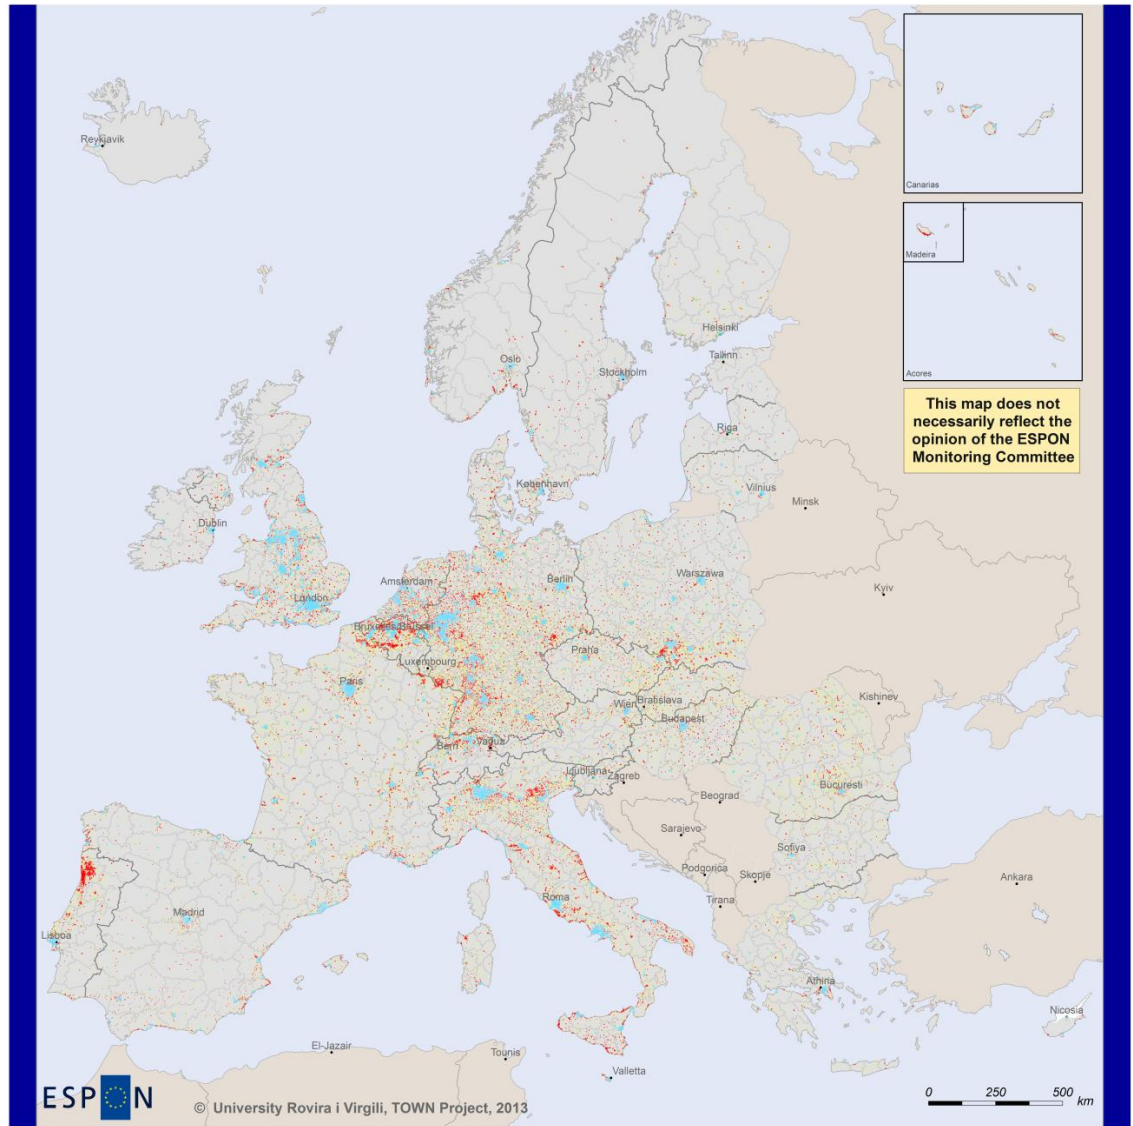 Canarias
Madeira
Acores
This map does not
necessarily reflect the
opinion of the ESPON
Monitoring Committee
Reykjavik
Helsinki
Tallinn
Oslo
Stockholm
Riga
København
Vilnius
Minsk
Dublin
Amsterdam
Berlin
Warszawa
London
Kyiv
Luxembourg
Praha
Paris
Kishinev
Wien
Bratislava
Budapest
Bern
Vaduz
Ljubljana
Zagreb
Bucuresti
Beograd
Sarajevo
Sofiya
Podgorica
Skopje
Ankara
Roma
Tirana
Madrid
Lisboa
Athina
Nicosia
El-Jazair
Tounis
Valletta
ESPON
© University Rovira i Virgili, TOWN Project, 2013
0 250 500
km